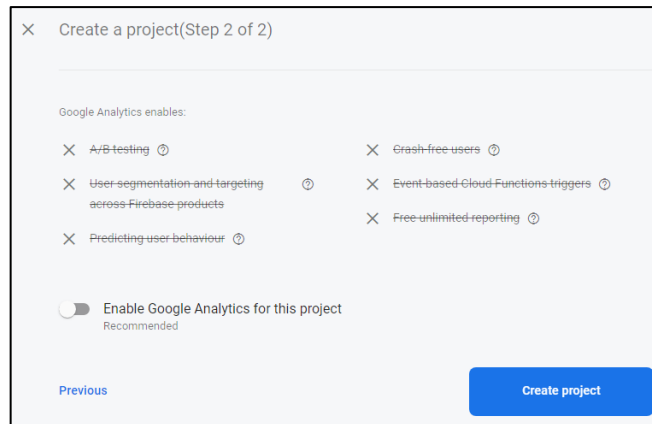 Create a project(Step 2 of 2)
Google Analytics enables:
A/B testing
Crash-free users
User segmentation and targeting
across Firebase products
Event-based Cloud Functions triggers
Predicting user behaviour
Free unlimited reporting
Enable Google Analytics for this project
Recommended
Previous
Create project